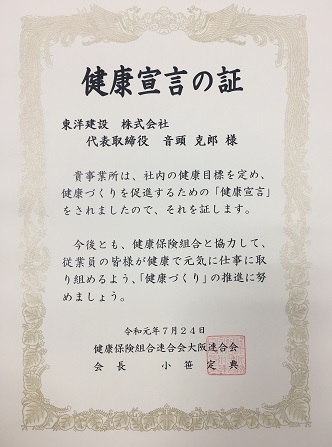 健康宣言の証
東洋建設 株式会社
代表取締役 音頭 克郎 様
貴事業所は、社内の健康目標を定め、
健康づくりを促進するための「健康宣言」
をされましたので、それを証します。
今後とも、健康保険組合と協力して、
従業員の皆様が健康で元気に仕事に取
り組めるよう、「健康づくり」の推進に努
めましょう。
令和元年7月24日
健康保険組合連合会大阪連合会
会長 小笹 定典